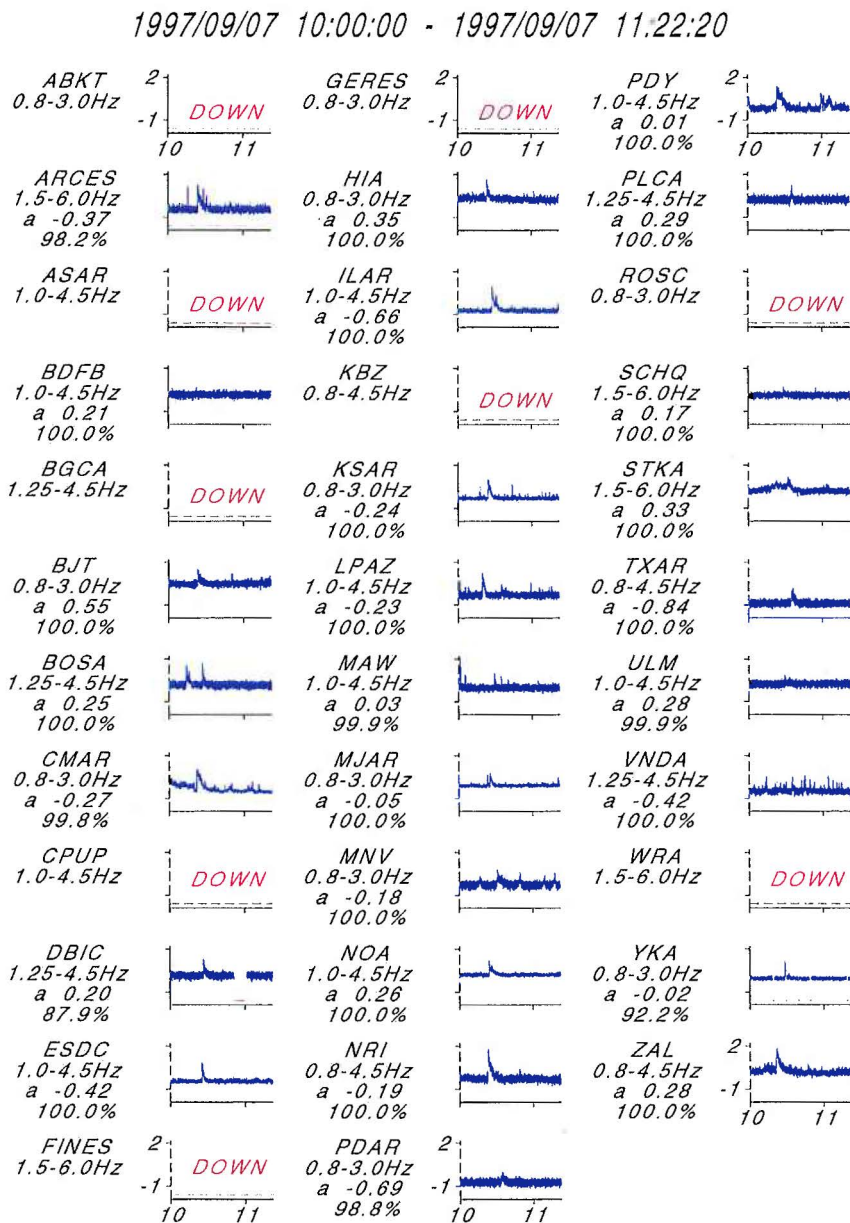 1997/09/07 10:00:00 - 1997/09/07 11:22:20
ABKT
0.8-3.0Hz
2
-1
DOWN
10 11
ARCES
1.5-6.0Hz
a -0.37
98.2%
ASAR
1.0-4.5Hz
DOWN
BDFB
1.0-4.5Hz
a 0.21
100.0%
BGCA
1.25-4.5Hz
DOWN
BJT
0.8-3.0Hz
a 0.55
100.0%
BOSA
1.25-4.5Hz
a 0.25
100.0%
CMAR
0.8-3.0Hz
a -0.27
99.8%
CPUP
1.0-4.5Hz
DOWN
DBIC
1.25-4.5Hz
a 0.20
87.9%
ESDC
1.0-4.5Hz
a -0.42
100.0%
FINES
1.5-6.0Hz
2
-1
DOWN
10 11
GERES
0.8-3.0Hz
2
-1
DOWN
10 11
HIA
0.8-3.0Hz
a 0.35
100.0%
ILAR
1.0-4.5Hz
a -0.66
100.0%
KBZ
0.8-4.5Hz
DOWN
KSAR
0.8-3.0Hz
a -0.24
100.0%
LPAZ
1.0-4.5Hz
a -0.23
100.0%
MAW
1.0-4.5Hz
a 0.03
99.9%
MJAR
0.8-3.0Hz
a -0.05
100.0%
MNV
0.8-3.0Hz
a -0.18
100.0%
NOA
1.0-4.5Hz
a 0.26
100.0%
NRI
0.8-4.5Hz
a -0.19
100.0%
PDAR
0.8-3.0Hz
a -0.69
98.8%
2
-1
10 11
PDY
1.0-4.5Hz
a 0.01
100.0%
2
-1
10 11
PLCA
1.25-4.5Hz
a 0.29
100.0%
ROSC
0.8-3.0Hz
DOWN
SCHQ
1.5-6.0Hz
a 0.17
100.0%
STKA
1.5-6.0Hz
a 0.33
100.0%
TXAR
0.8-4.5Hz
a -0.84
100.0%
ULM
1.0-4.5Hz
a 0.28
99.9%
VNDA
1.25-4.5Hz
a -0.42
100.0%
WRA
1.5-6.0Hz
DOWN
YKA
0.8-3.0Hz
a -0.02
92.2%
ZAL
0.8-4.5Hz
a 0.28
100.0%
2
-1
10 11